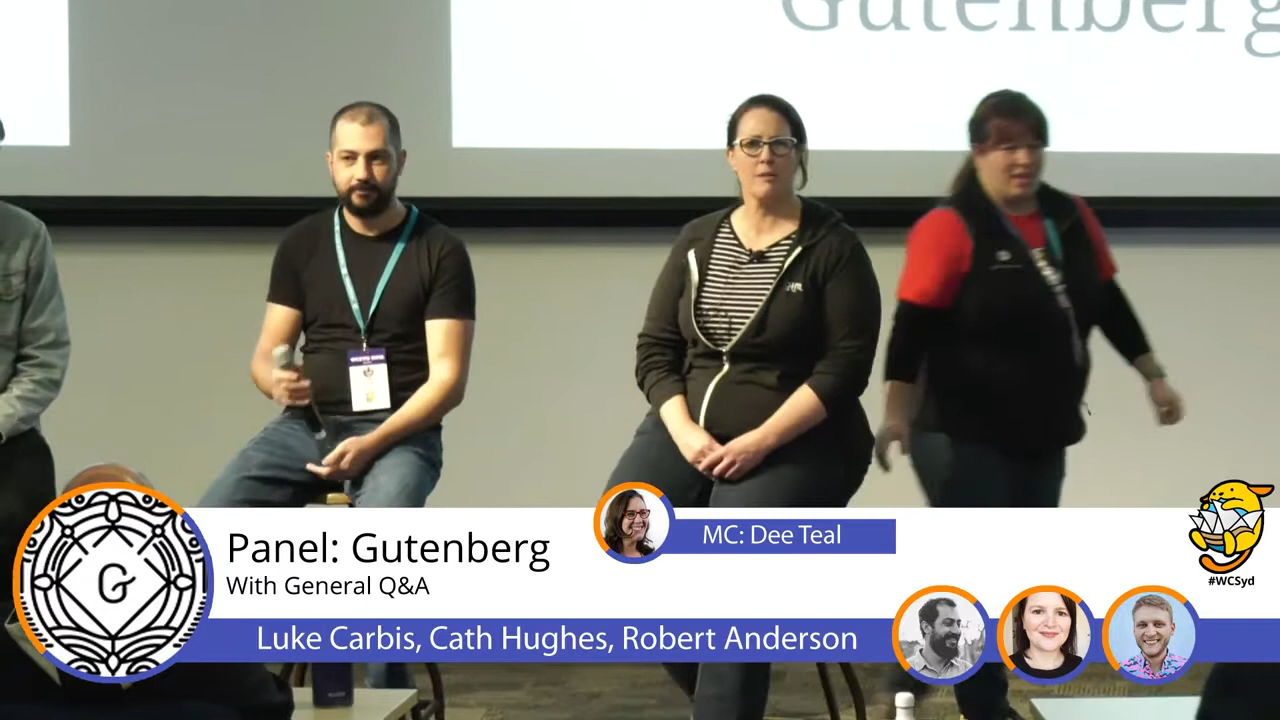 Gutenberg
Panel: Gutenberg
With General Q&A
MC: Dee Teal
#WCSyd
Luke Carbis, Cath Hughes, Robert Anderson
G